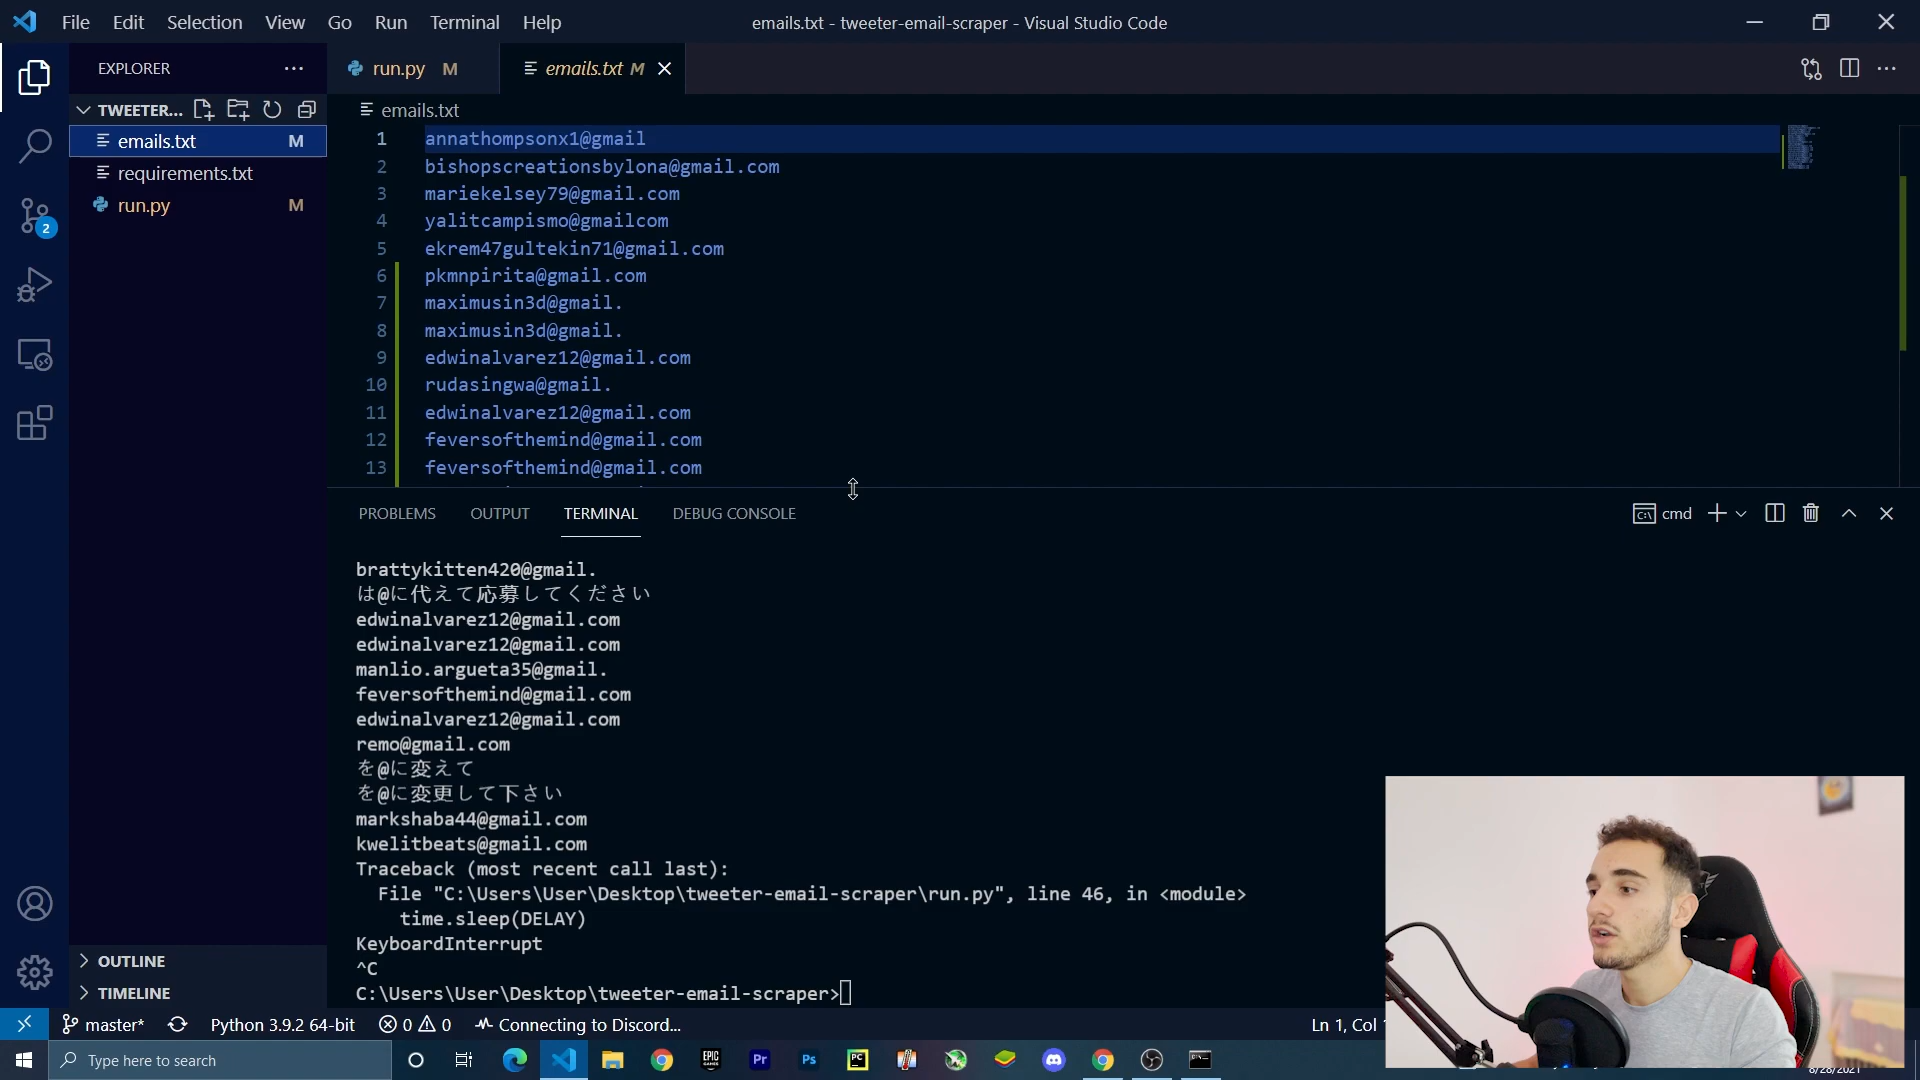 File Edit Selection View Go Run Terminal Help
emails.txt - tweeter-email-scraper - Visual Studio Code
EXPLORER
TWEETER...
emails.txt M
requirements.txt
run.py M
2
OUTLINE
TIMELINE
run.py M
emails.txt M
emails.txt
1 annathompsonx1@gmail
2 bishopscreationsbylona@gmail.com
3 mariekelsey79@gmail.com
4 yalitcampismo@gmailcom
5 ekrem47gultekin71@gmail.com
6 pkmnpirita@gmail.com
7 maximusin3d@gmail.
8 maximusin3d@gmail.
9 edwinalvarez12@gmail.com
10 rudasingwa@gmail.
11 edwinalvarez12@gmail.com
12 feversofthemind@gmail.com
13 feversofthemind@gmail.com
PROBLEMS OUTPUT TERMINAL DEBUG CONSOLE
cmd
brattykitten420@gmail.
は@に代えて応募してください
edwinalvarez12@gmail.com
edwinalvarez12@gmail.com
manlio.argueta35@gmail.
feversofthemind@gmail.com
edwinalvarez12@gmail.com
remo@gmail.com
を@に変えて
を@に変更して下さい
markshaba44@gmail.com
kwelitbeats@gmail.com
Traceback (most recent call last):
File "C:\Users\User\Desktop\tweeter-email-scraper\run.py", line 46, in <module>
time.sleep(DELAY)
KeyboardInterrupt
^C
C:\Users\User\Desktop\tweeter-email-scraper>
master* Python 3.9.2 64-bit 0 0 Connecting to Discord...
Ln 1, Col
Type here to search
EPIC GAMES
Pr
Ps
PC
8/28/2021